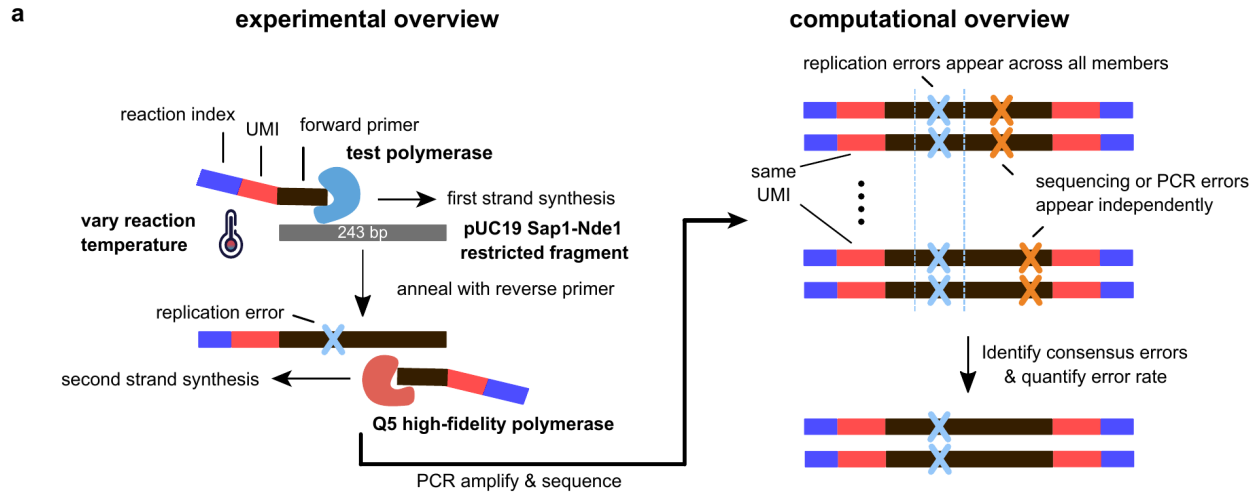 a
experimental overview
computational overview
replication errors appear across all members
reaction index
UMI
forward primer
test polymerase
first strand synthesis
vary reaction
temperature
243 bp
pUC19 Sap1-Nde1
restricted fragment
anneal with reverse primer
replication error
second strand synthesis
Q5 high-fidelity polymerase
PCR amplify & sequence
same
UMI
sequencing or PCR errors
appear independently
Identify consensus errors
& quantify error rate